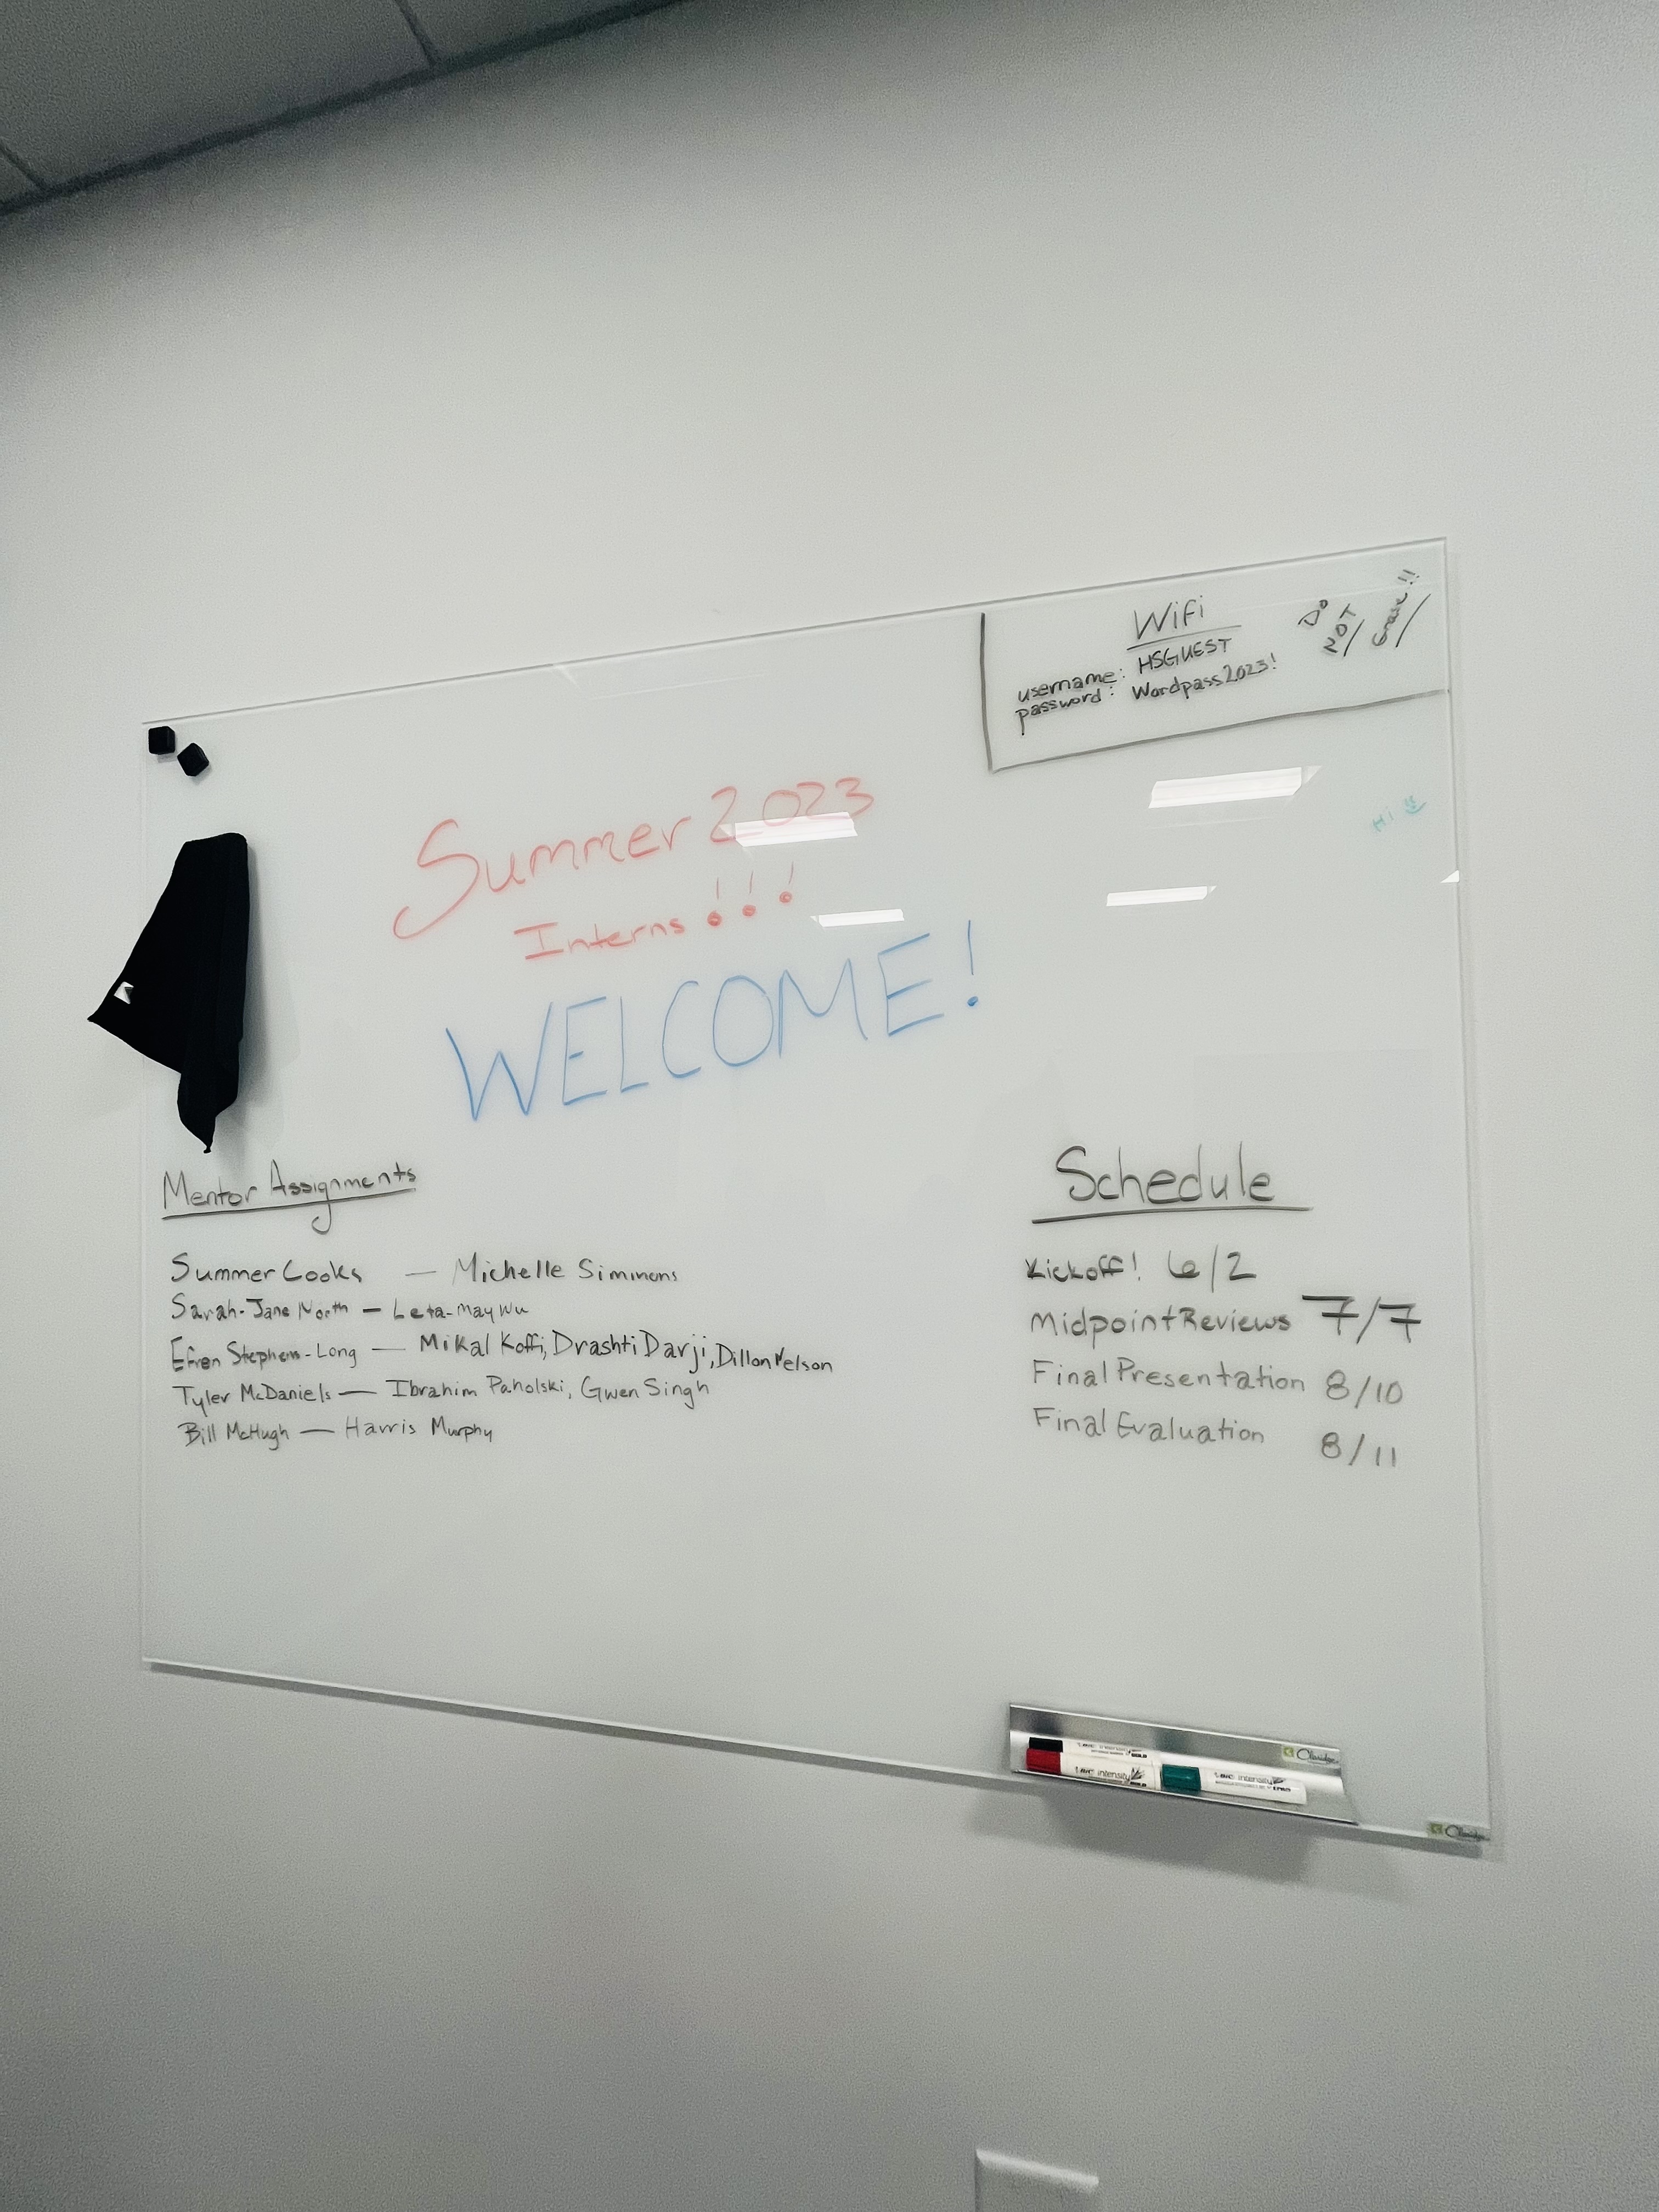 Wifi
username: HSGUEST
password: Wordpass2023!
Do
NOT
Erase!!
Hi
Summer 2023
Interns!!!
WELCOME!
Mentor Assignments
Summer Cooks — Michelle Simmons
Sarah-Jane North — Leta-May Wu
Efren Stephens-Long — Mikal Koffi, Drashti Darji, Dillon Nelson
Tyler McDaniels — Ibrahim Paholski, Gwen Singh
Bill McHugh — Harris Murphy
Schedule
Kickoff! 6/2
Midpoint Reviews 7/7
Final Presentation 8/10
Final Evaluation 8/11
BIC intensity
BIC intensity
Claridge
Claridge